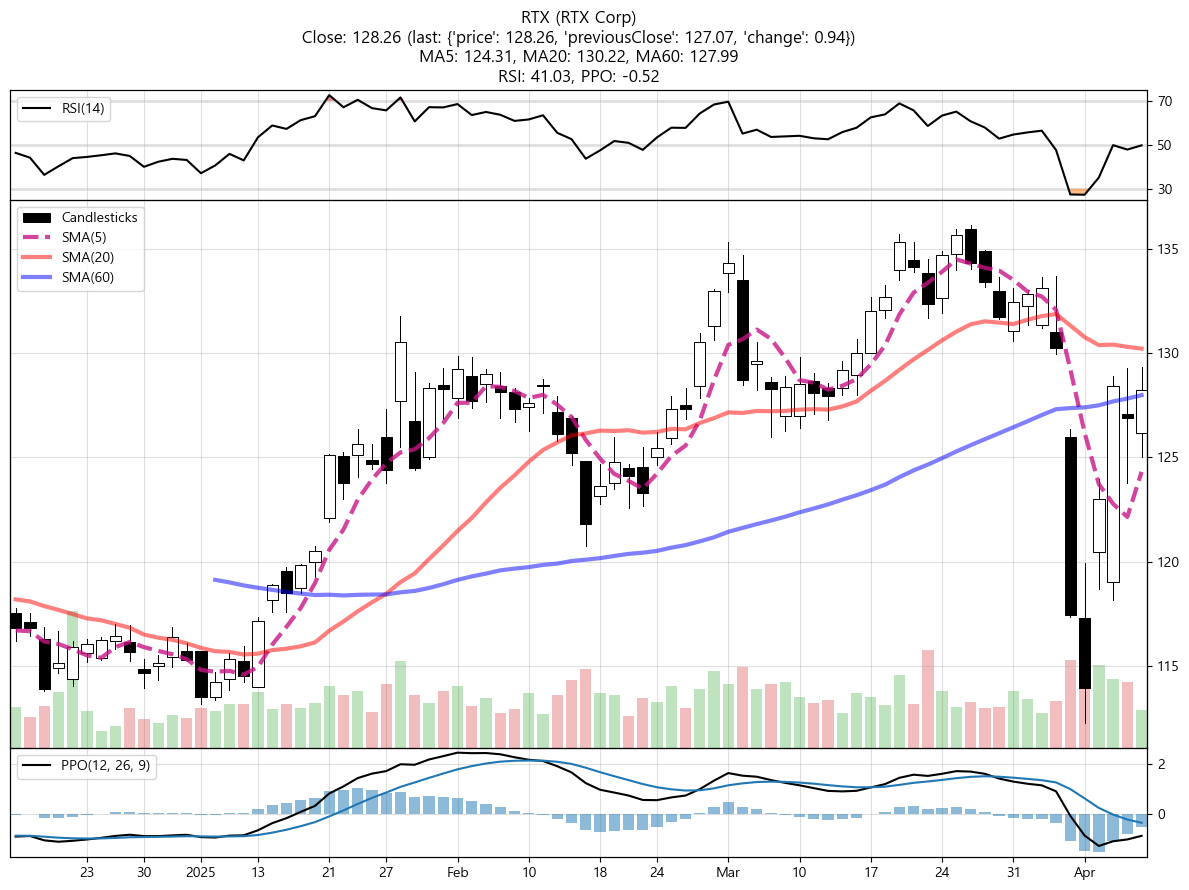 RTX (RTX Corp)
Close: 128.26 (last: {'price': 128.26, 'previousClose': 127.07, 'change': 0.94})
MA5: 124.31, MA20: 130.22, MA60: 127.99
RSI: 41.03, PPO: -0.52
RSI(14)
70
50
30
Candlesticks
SMA(5)
SMA(20)
SMA(60)
135
130
125
120
115
PPO(12, 26, 9)
2
0
23 30 2025 13 21 27 Feb 10 18 24 Mar 10 17 24 31 Apr